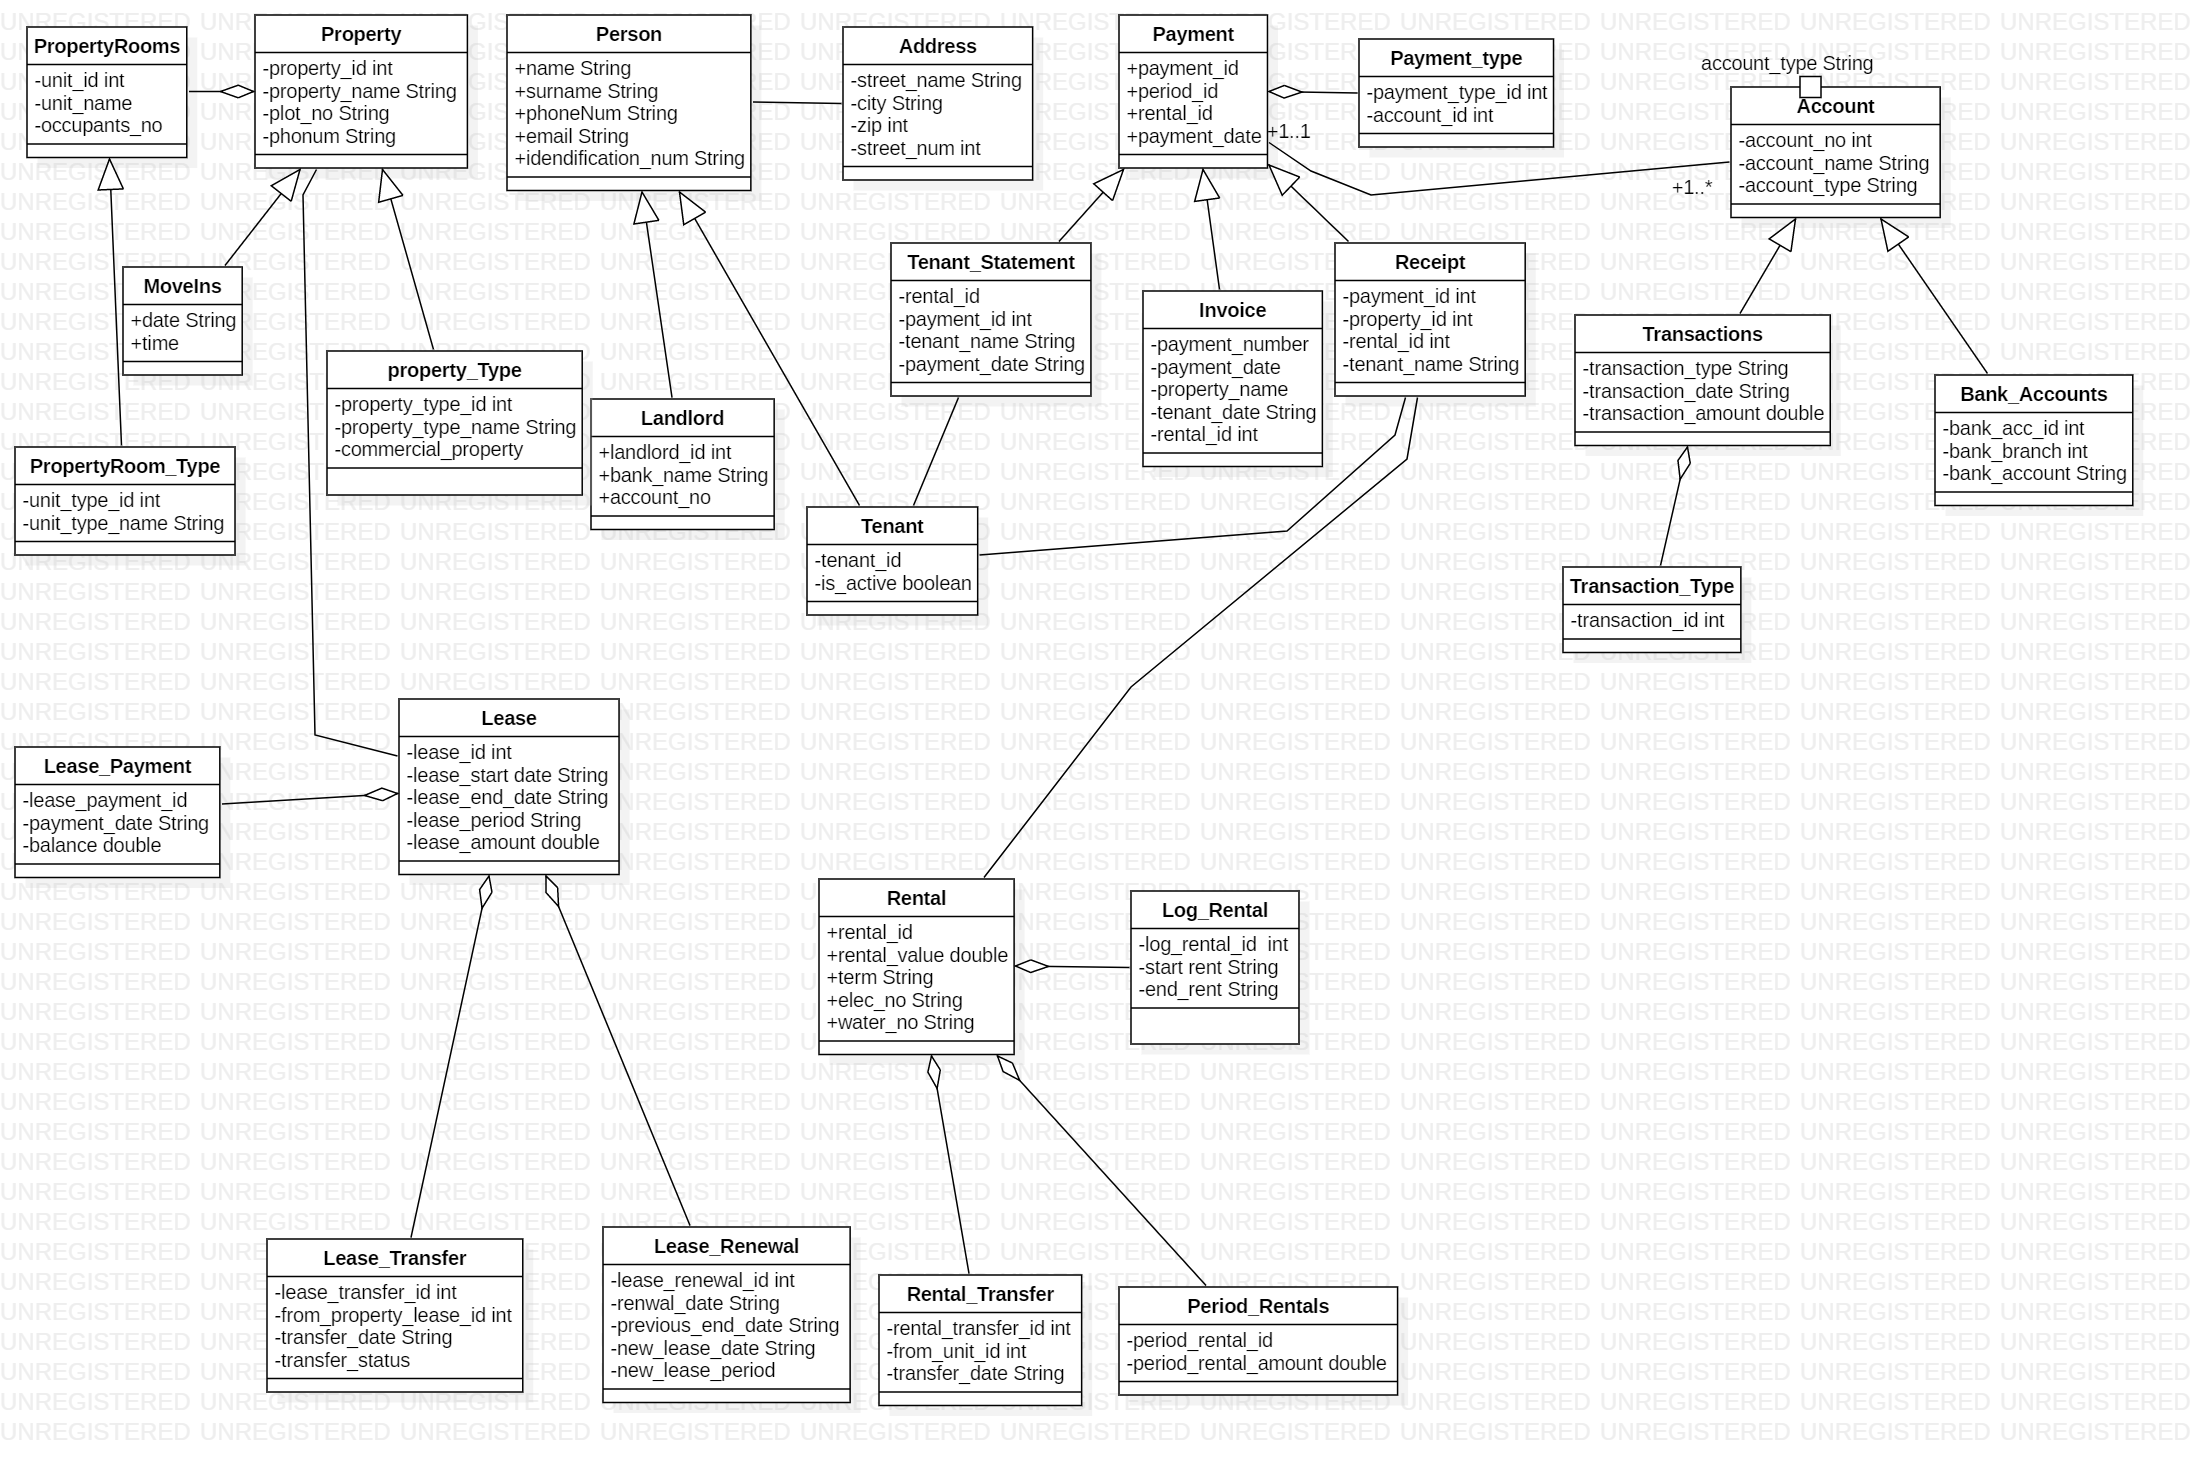 PropertyRooms
-unit_id int
-unit_name
-occupants_no
Property
-property_id int
-property_name String
-plot_no String
-phonum String
Person
+name String
+surname String
+phoneNum String
+email String
+idendification_num String
Address
-street_name String
-city String
-zip int
-street_num int
Payment
+payment_id
+period_id
+rental_id
+payment_date
+1..1
Payment_type
-payment_type_id int
-account_id int
account_type String
Account
-account_no int
-account_name String
-account_type String
+1..*
MoveIns
+date String
+time
property_Type
-property_type_id int
-property_type_name String
-commercial_property
Landlord
+landlord_id int
+bank_name String
+account_no
Tenant_Statement
-rental_id
-payment_id int
-tenant_name String
-payment_date String
Invoice
-payment_number
-payment_date
-property_name
-tenant_date String
-rental_id int
Receipt
-payment_id int
-property_id int
-rental_id int
-tenant_name String
Transactions
-transaction_type String
-transaction_date String
-transaction_amount double
Bank_Accounts
-bank_acc_id int
-bank_branch int
-bank_account String
PropertyRoom_Type
-unit_type_id int
-unit_type_name String
Tenant
-tenant_id
-is_active boolean
Transaction_Type
-transaction_id int
Lease
-lease_id int
-lease_start date String
-lease_end_date String
-lease_period String
-lease_amount double
Lease_Payment
-lease_payment_id
-payment_date String
-balance double
Rental
+rental_id
+rental_value double
+term String
+elec_no String
+water_no String
Log_Rental
-log_rental_id  int
-start rent String
-end_rent String
Lease_Transfer
-lease_transfer_id int
-from_property_lease_id int
-transfer_date String
-transfer_status
Lease_Renewal
-lease_renewal_id int
-renwal_date String
-previous_end_date String
-new_lease_date String
-new_lease_period
Rental_Transfer
-rental_transfer_id int
-from_unit_id int
-transfer_date String
Period_Rentals
-period_rental_id
-period_rental_amount double
UNREGISTERED